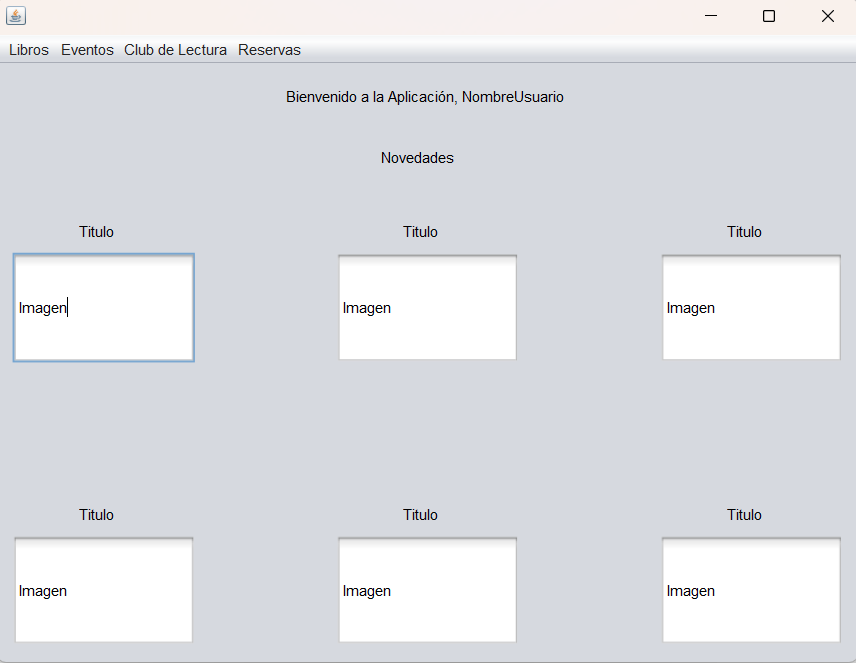 Libros Eventos Club de Lectura Reservas
Bienvenido a la Aplicación, NombreUsuario
Novedades
Titulo Titulo Titulo
Imagen Imagen Imagen
Titulo Titulo Titulo
Imagen Imagen Imagen